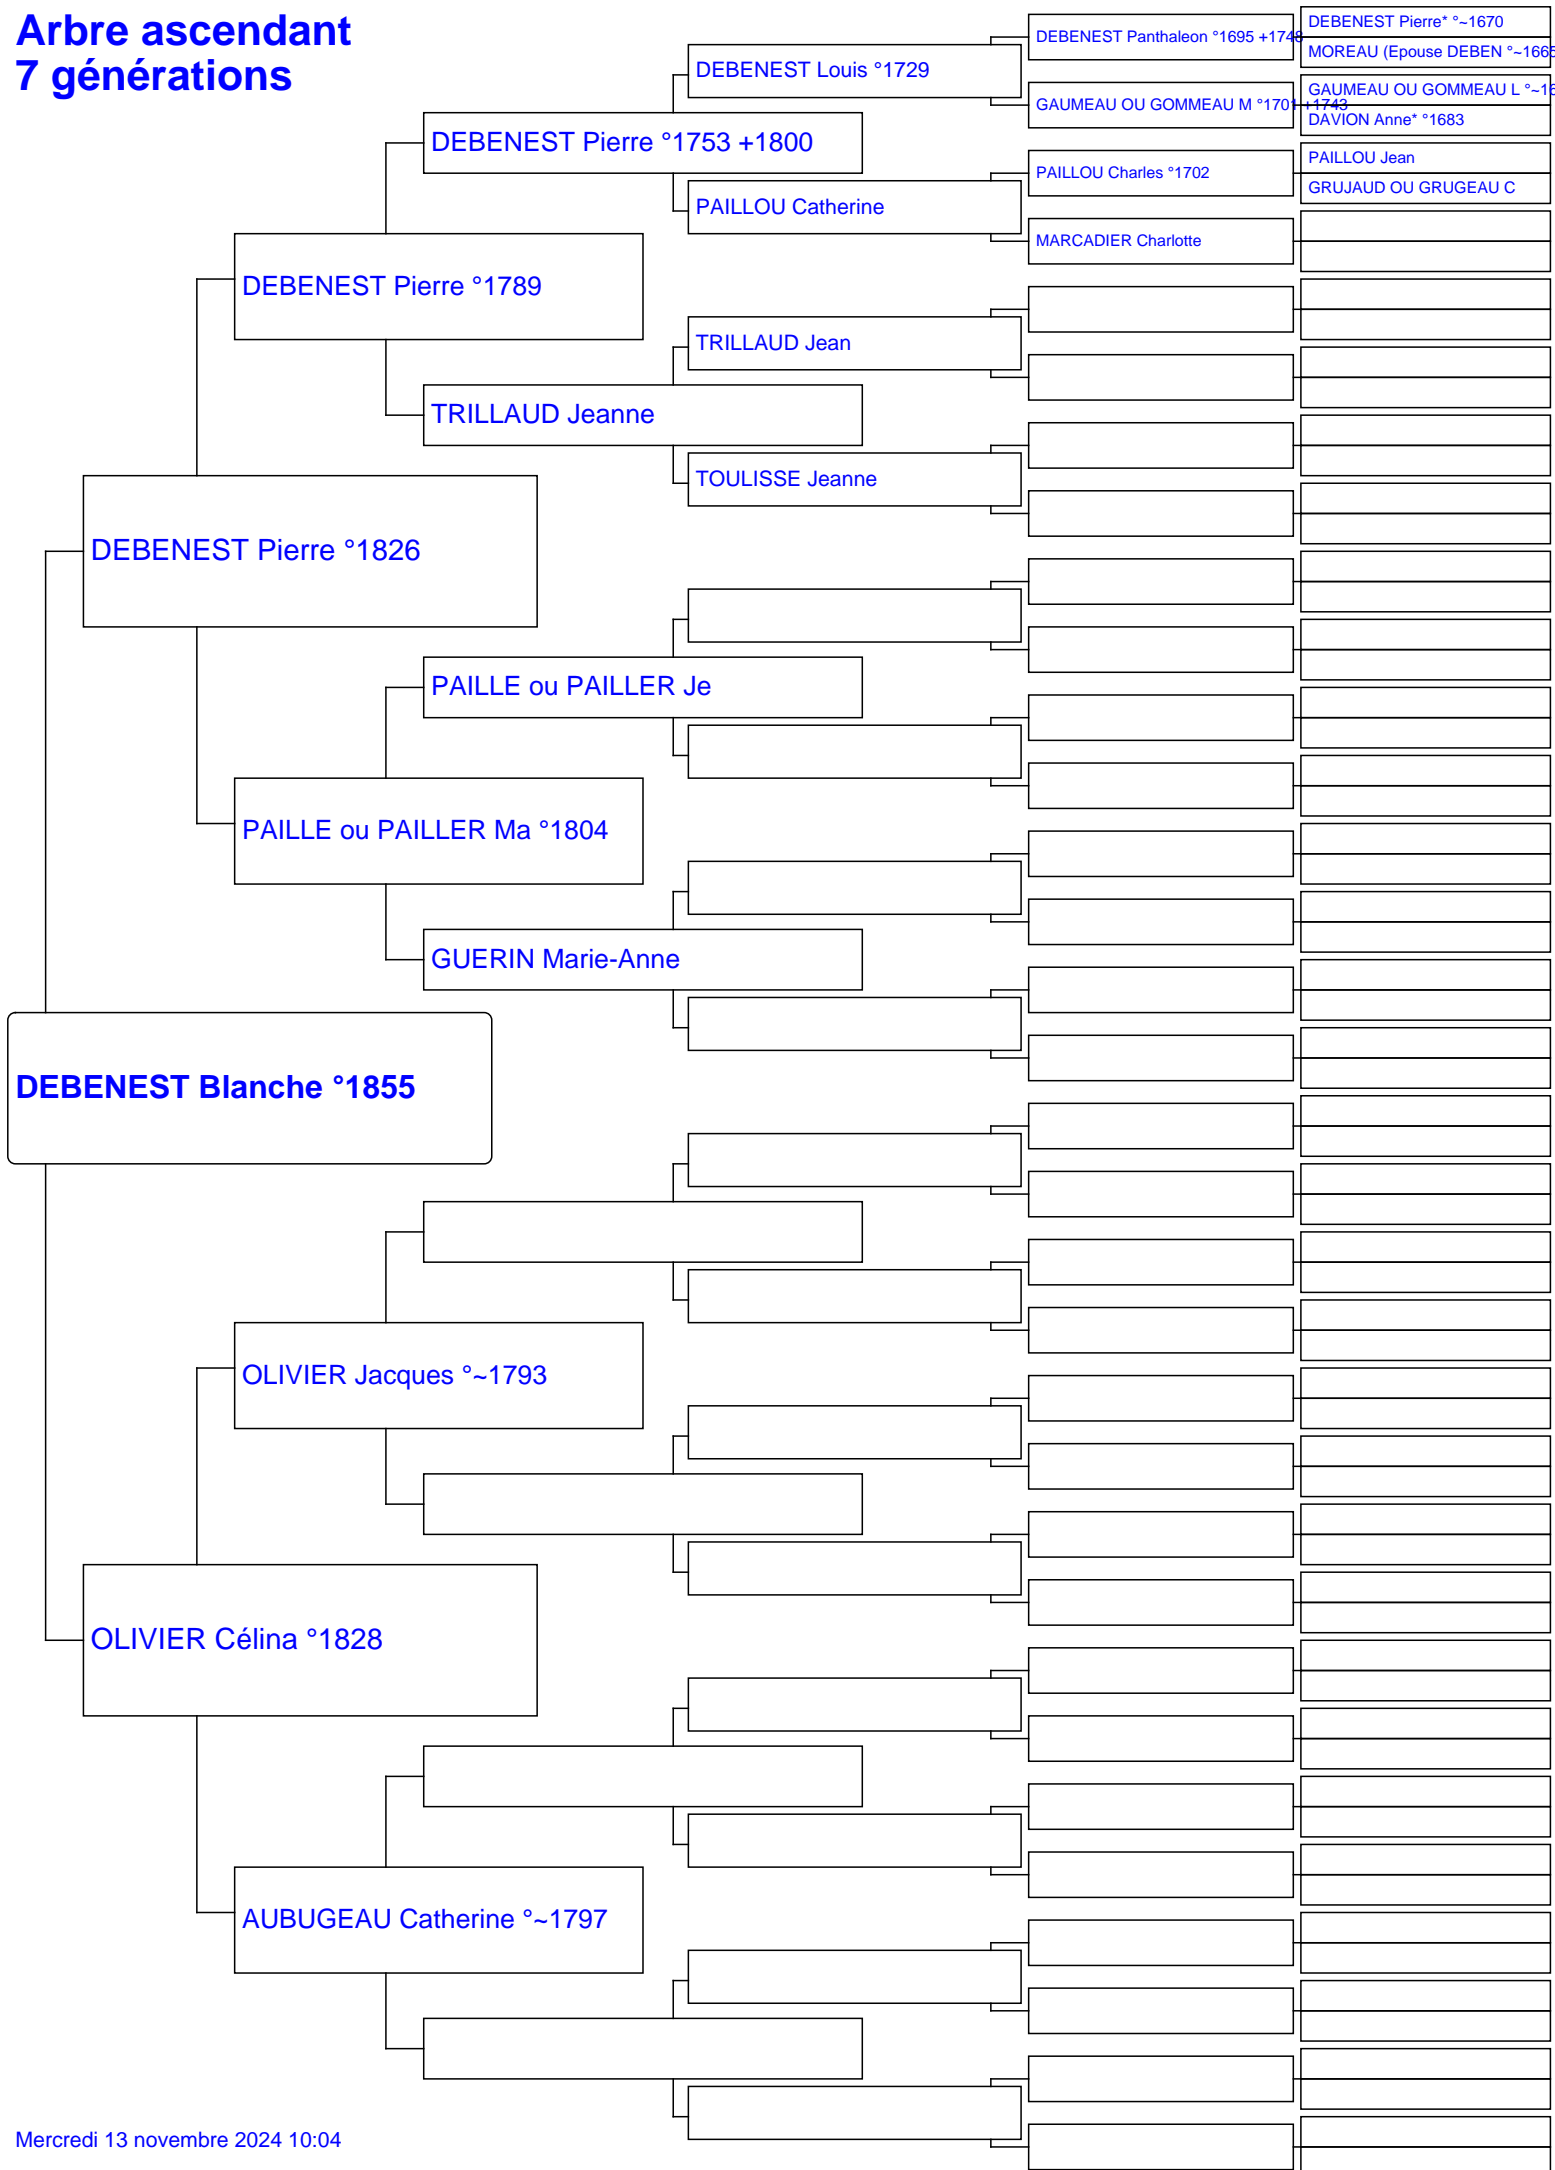 Arbre ascendant
7 générations
DEBENEST Panthaleon °1695 +1748
DEBENEST Pierre* °~1670
MOREAU (Epouse DEBEN °~1665
DEBENEST Louis °1729
GAUMEAU OU GOMMEAU M °1701 +1743
GAUMEAU OU GOMMEAU L °~16
DAVION Anne* °1683
DEBENEST Pierre °1753 +1800
PAILLOU Charles °1702
PAILLOU Jean
GRUJAUD OU GRUGEAU C
PAILLOU Catherine
MARCADIER Charlotte
DEBENEST Pierre °1789
TRILLAUD Jean
TRILLAUD Jeanne
TOULISSE Jeanne
DEBENEST Pierre °1826
PAILLE ou PAILLER Je
PAILLE ou PAILLER Ma °1804
GUERIN Marie-Anne
DEBENEST Blanche °1855
OLIVIER Jacques °~1793
OLIVIER Célina °1828
AUBUGEAU Catherine °~1797
Mercredi 13 novembre 2024 10:04